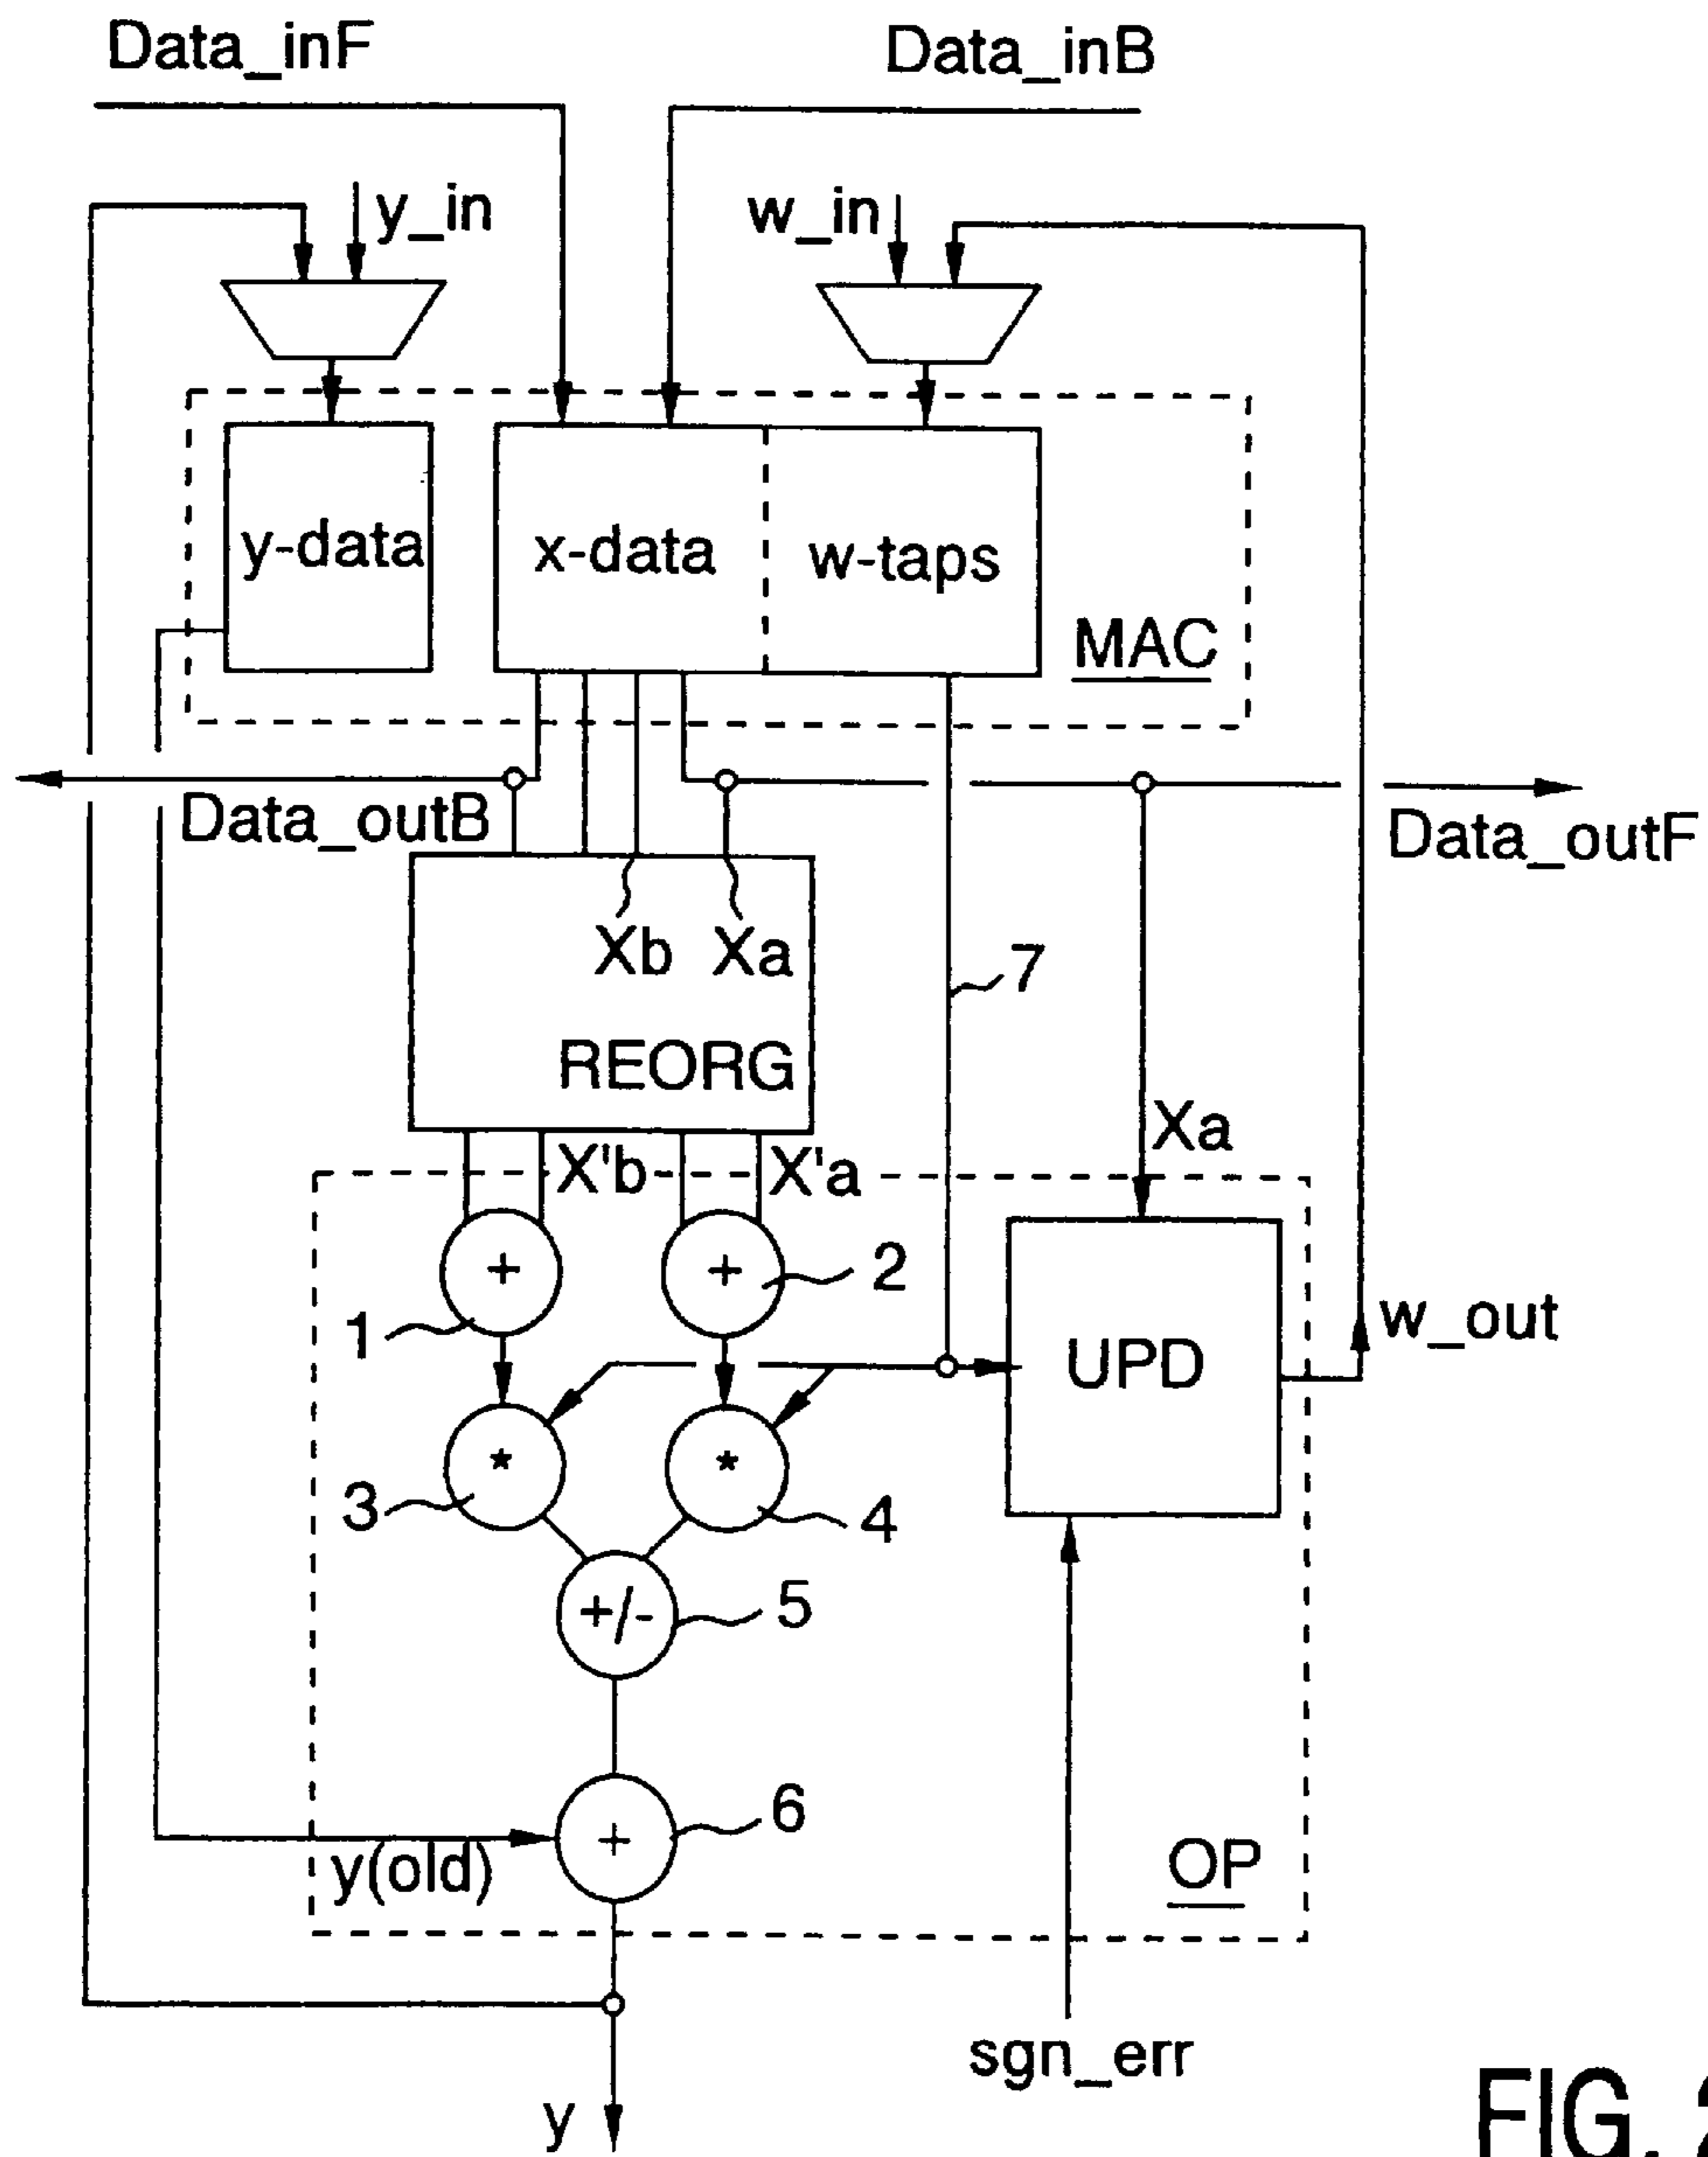 Data_inF
Data_inB
y_in
w_in
y-data
x-data
w-taps
MAC
Data_outB
Data_outF
Xb
Xa
7
REORG
Xa
X'b
X'a
+
+
2
1
w_out
UPD
*
*
3
4
+/-
5
6
+
y(old)
OP
sgn_err
y
FIG. 2